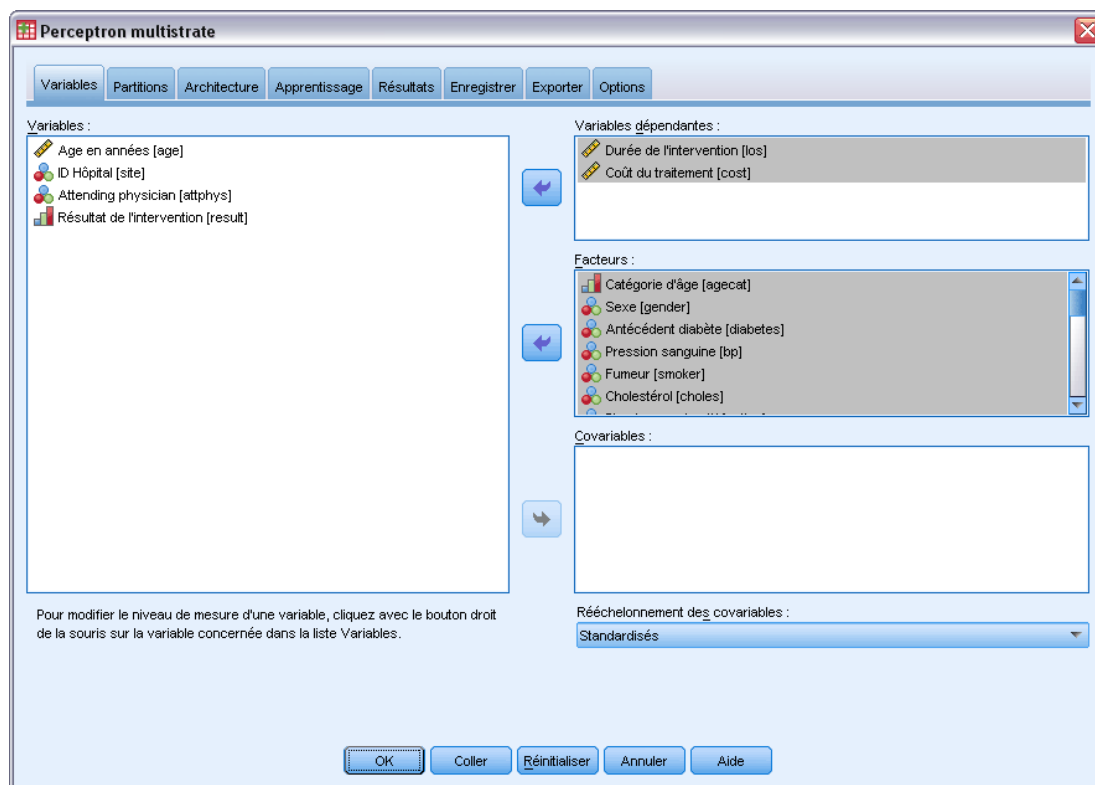 Perceptron multistrate
Variables Partitions Architecture Apprentissage Résultats Enregistrer Exporter Options
Variables :
Age en années [age]
ID Hôpital [site]
Attending physician [attphys]
Résultat de l'intervention [result]
Variables dépendantes :
Durée de l'intervention [los]
Coût du traitement [cost]
Facteurs :
Catégorie d'âge [agecat]
Sexe [gender]
Antécédent diabète [diabetes]
Pression sanguine [bp]
Fumeur [smoker]
Cholestérol [choles]
Covariables :
Pour modifier le niveau de mesure d'une variable, cliquez avec le bouton droit
de la souris sur la variable concernée dans la liste Variables.
Rééchelonnement des covariables :
Standardisés
OK Coller Réinitialiser Annuler Aide